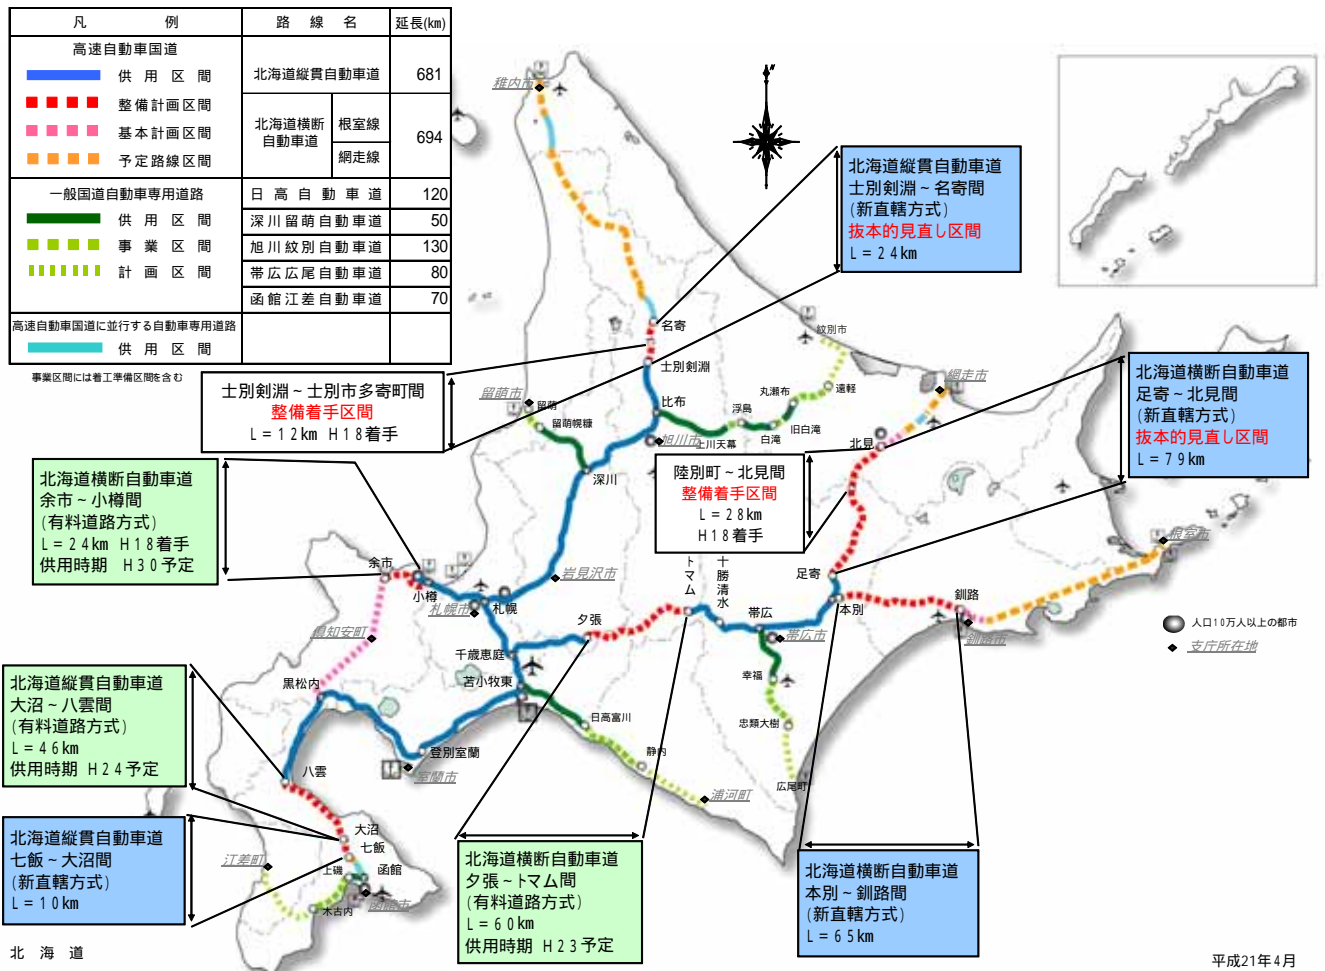 凡　例
路　線　名
延長(km)
高速自動車国道
供用区間
整備計画区間
基本計画区間
予定路線区間
北海道縦貫自動車道
681
北海道横断自動車道
根室線
網走線
694
一般国道自動車専用道路
供用区間
事業区間
計画区間
日高自動車道
120
深川留萌自動車道
50
旭川紋別自動車道
130
帯広広尾自動車道
80
函館江差自動車道
70
高速自動車国道に並行する自動車専用道路
供用区間
事業区間には着工準備区間を含む
北海道縦貫自動車道
士別剣淵～名寄間
(新直轄方式)
抜本的見直し区間
L=24km
士別剣淵～士別市多寄町間
整備着手区間
L=12km H18着手
北海道横断自動車道
足寄～北見間
(新直轄方式)
抜本的見直し区間
L=79km
陸別町～北見間
整備着手区間
L=28km
H18着手
北海道横断自動車道
余市～小樽間
(有料道路方式)
L=24km H18着手
供用時期 H30予定
北海道縦貫自動車道
大沼～八雲間
(有料道路方式)
L=46km
供用時期 H24予定
北海道縦貫自動車道
七飯～大沼間
(新直轄方式)
L=10km
北海道横断自動車道
夕張～トマム間
(有料道路方式)
L=60km
供用時期 H23予定
北海道横断自動車道
本別～釧路間
(新直轄方式)
L=65km
稚内市
名寄
士別剣淵
紋別市
網走市
留萌市
留萌
留萌幌糠
比布
旭川市
上川天幕
浮島
白滝
旧白滝
丸瀬布
遠軽
北見
深川
岩見沢市
余市
小樽
札幌市
札幌
倶知安町
千歳恵庭
夕張
トマム
十勝清水
帯広
帯広市
足寄
本別
釧路
釧路市
根室市
黒松内
苫小牧東
日高富川
静内
浦河町
幸福
忠類大樹
広尾町
登別室蘭
室蘭市
八雲
大沼
七飯
上磯
函館
函館市
木古内
江差町
人口10万人以上の都市
支庁所在地
北海道
平成21年4月